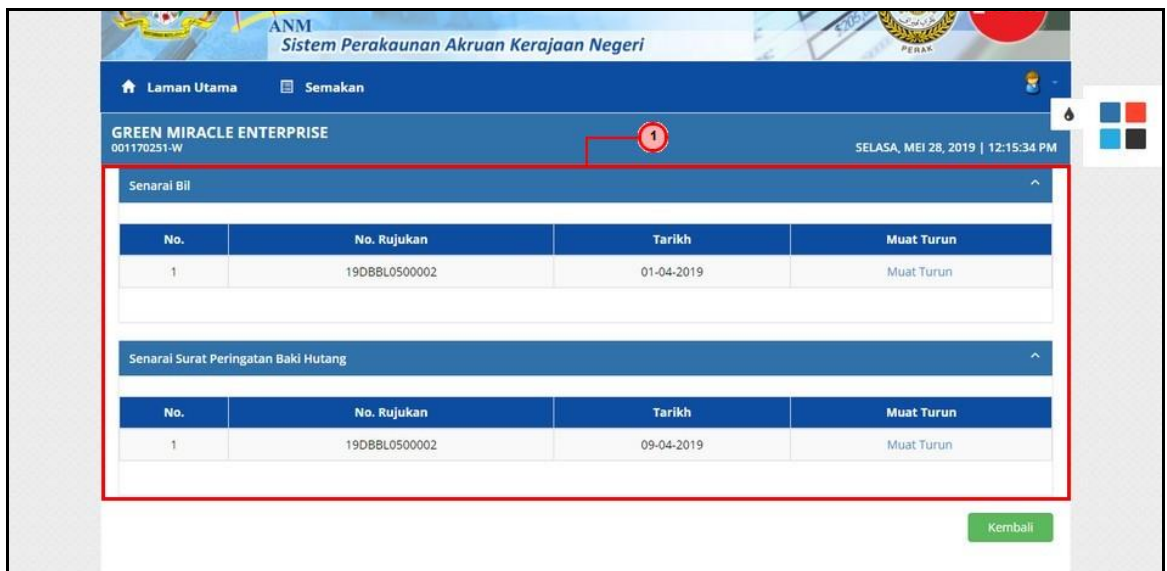 ANM
Sistem Perakaunan Akruan Kerajaan Negeri
PERAK
Laman Utama Semakan
GREEN MIRACLE ENTERPRISE
001170251-W
1
SELASA, MEI 28, 2019 | 12:15:34 PM
Senarai Bil
No. No. Rujukan Tarikh Muat Turun
1 19DBBL0500002 01-04-2019 Muat Turun
Senarai Surat Peringatan Baki Hutang
No. No. Rujukan Tarikh Muat Turun
1 19DBBL0500002 09-04-2019 Muat Turun
Kembali